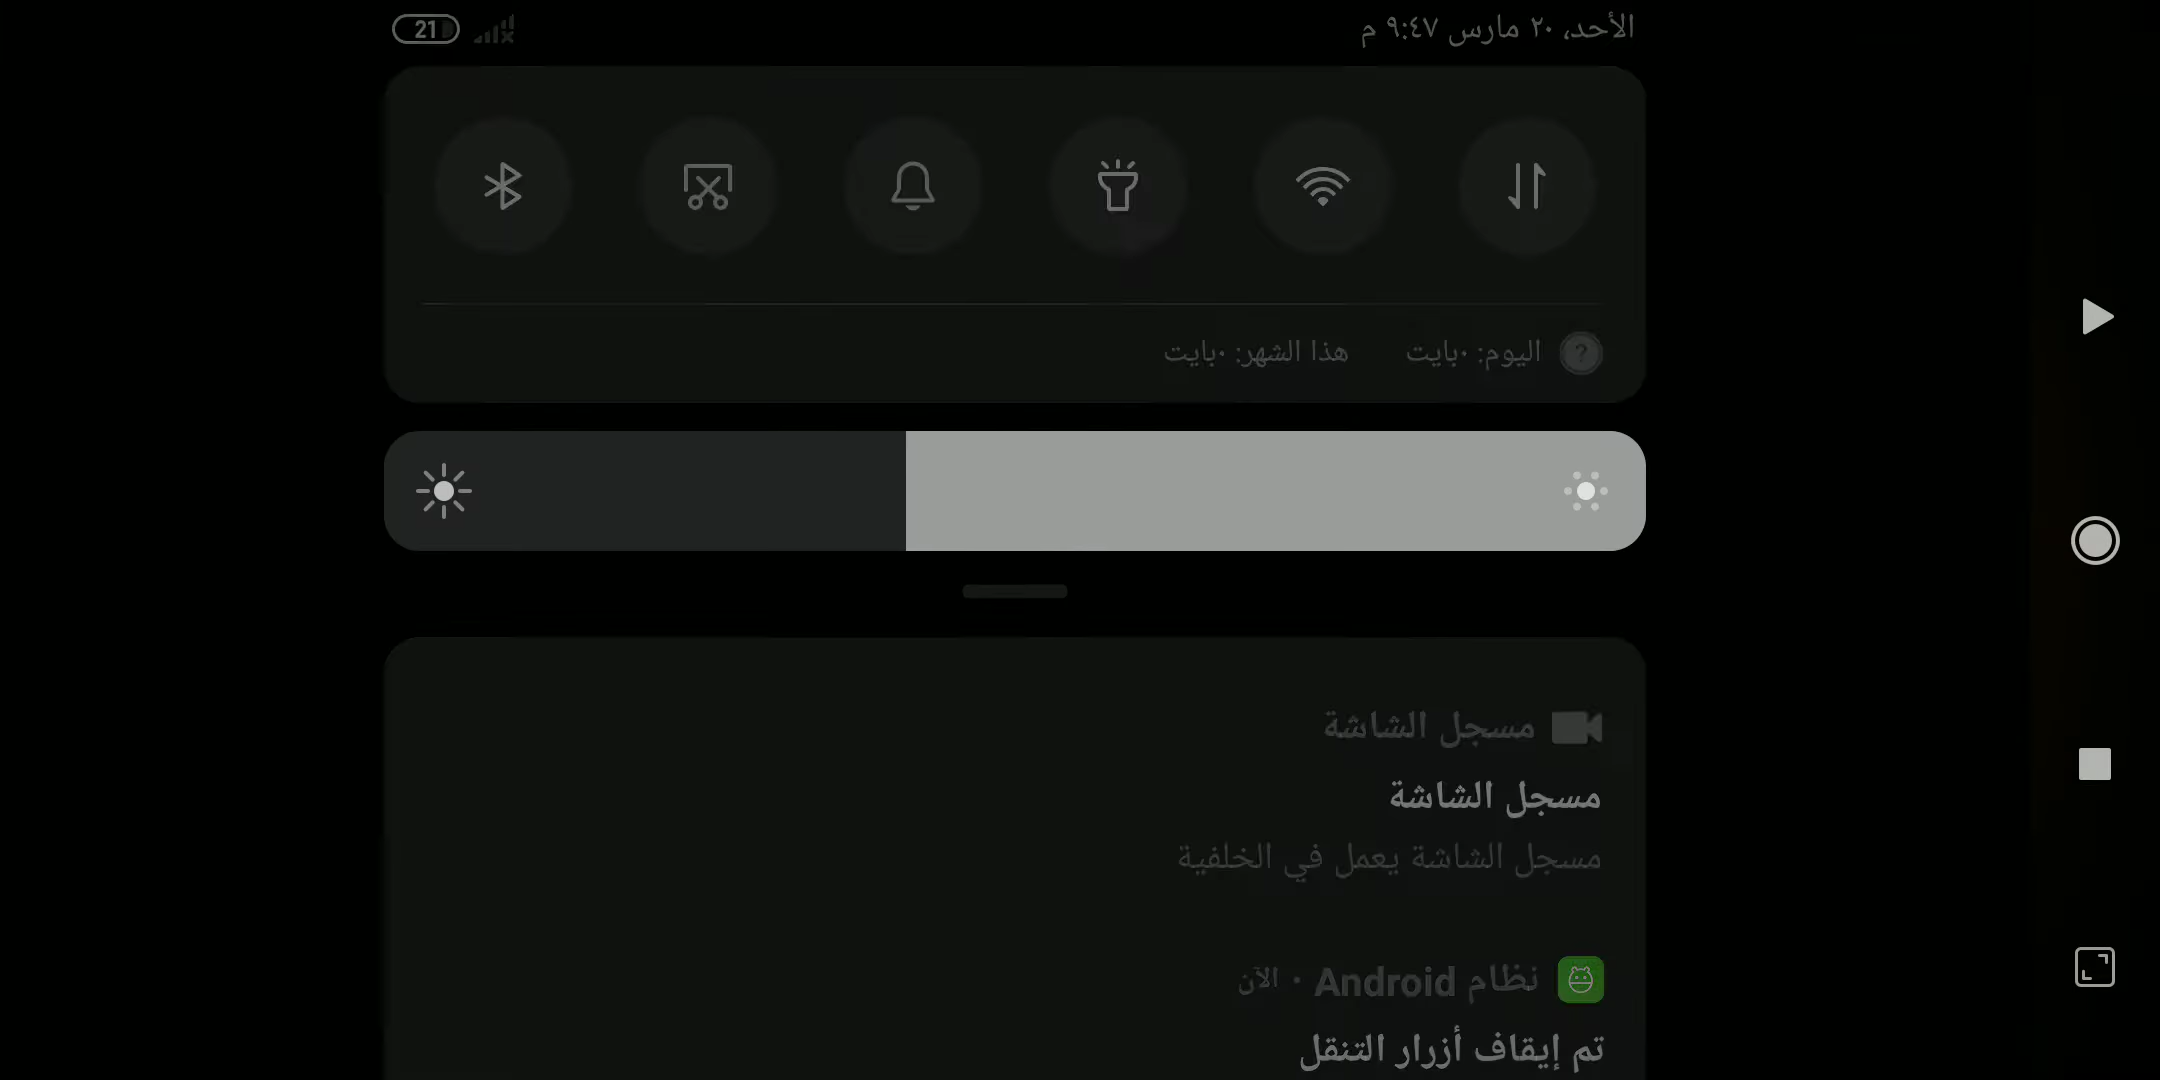 الأحد، ٢٠ مارس ٩:٤٧ م
21
اليوم: ٠بايت هذا الشهر: ٠بايت
مسجل الشاشة
مسجل الشاشة
مسجل الشاشة يعمل في الخلفية
نظام Android · الآن
تم إيقاف أزرار التنقل